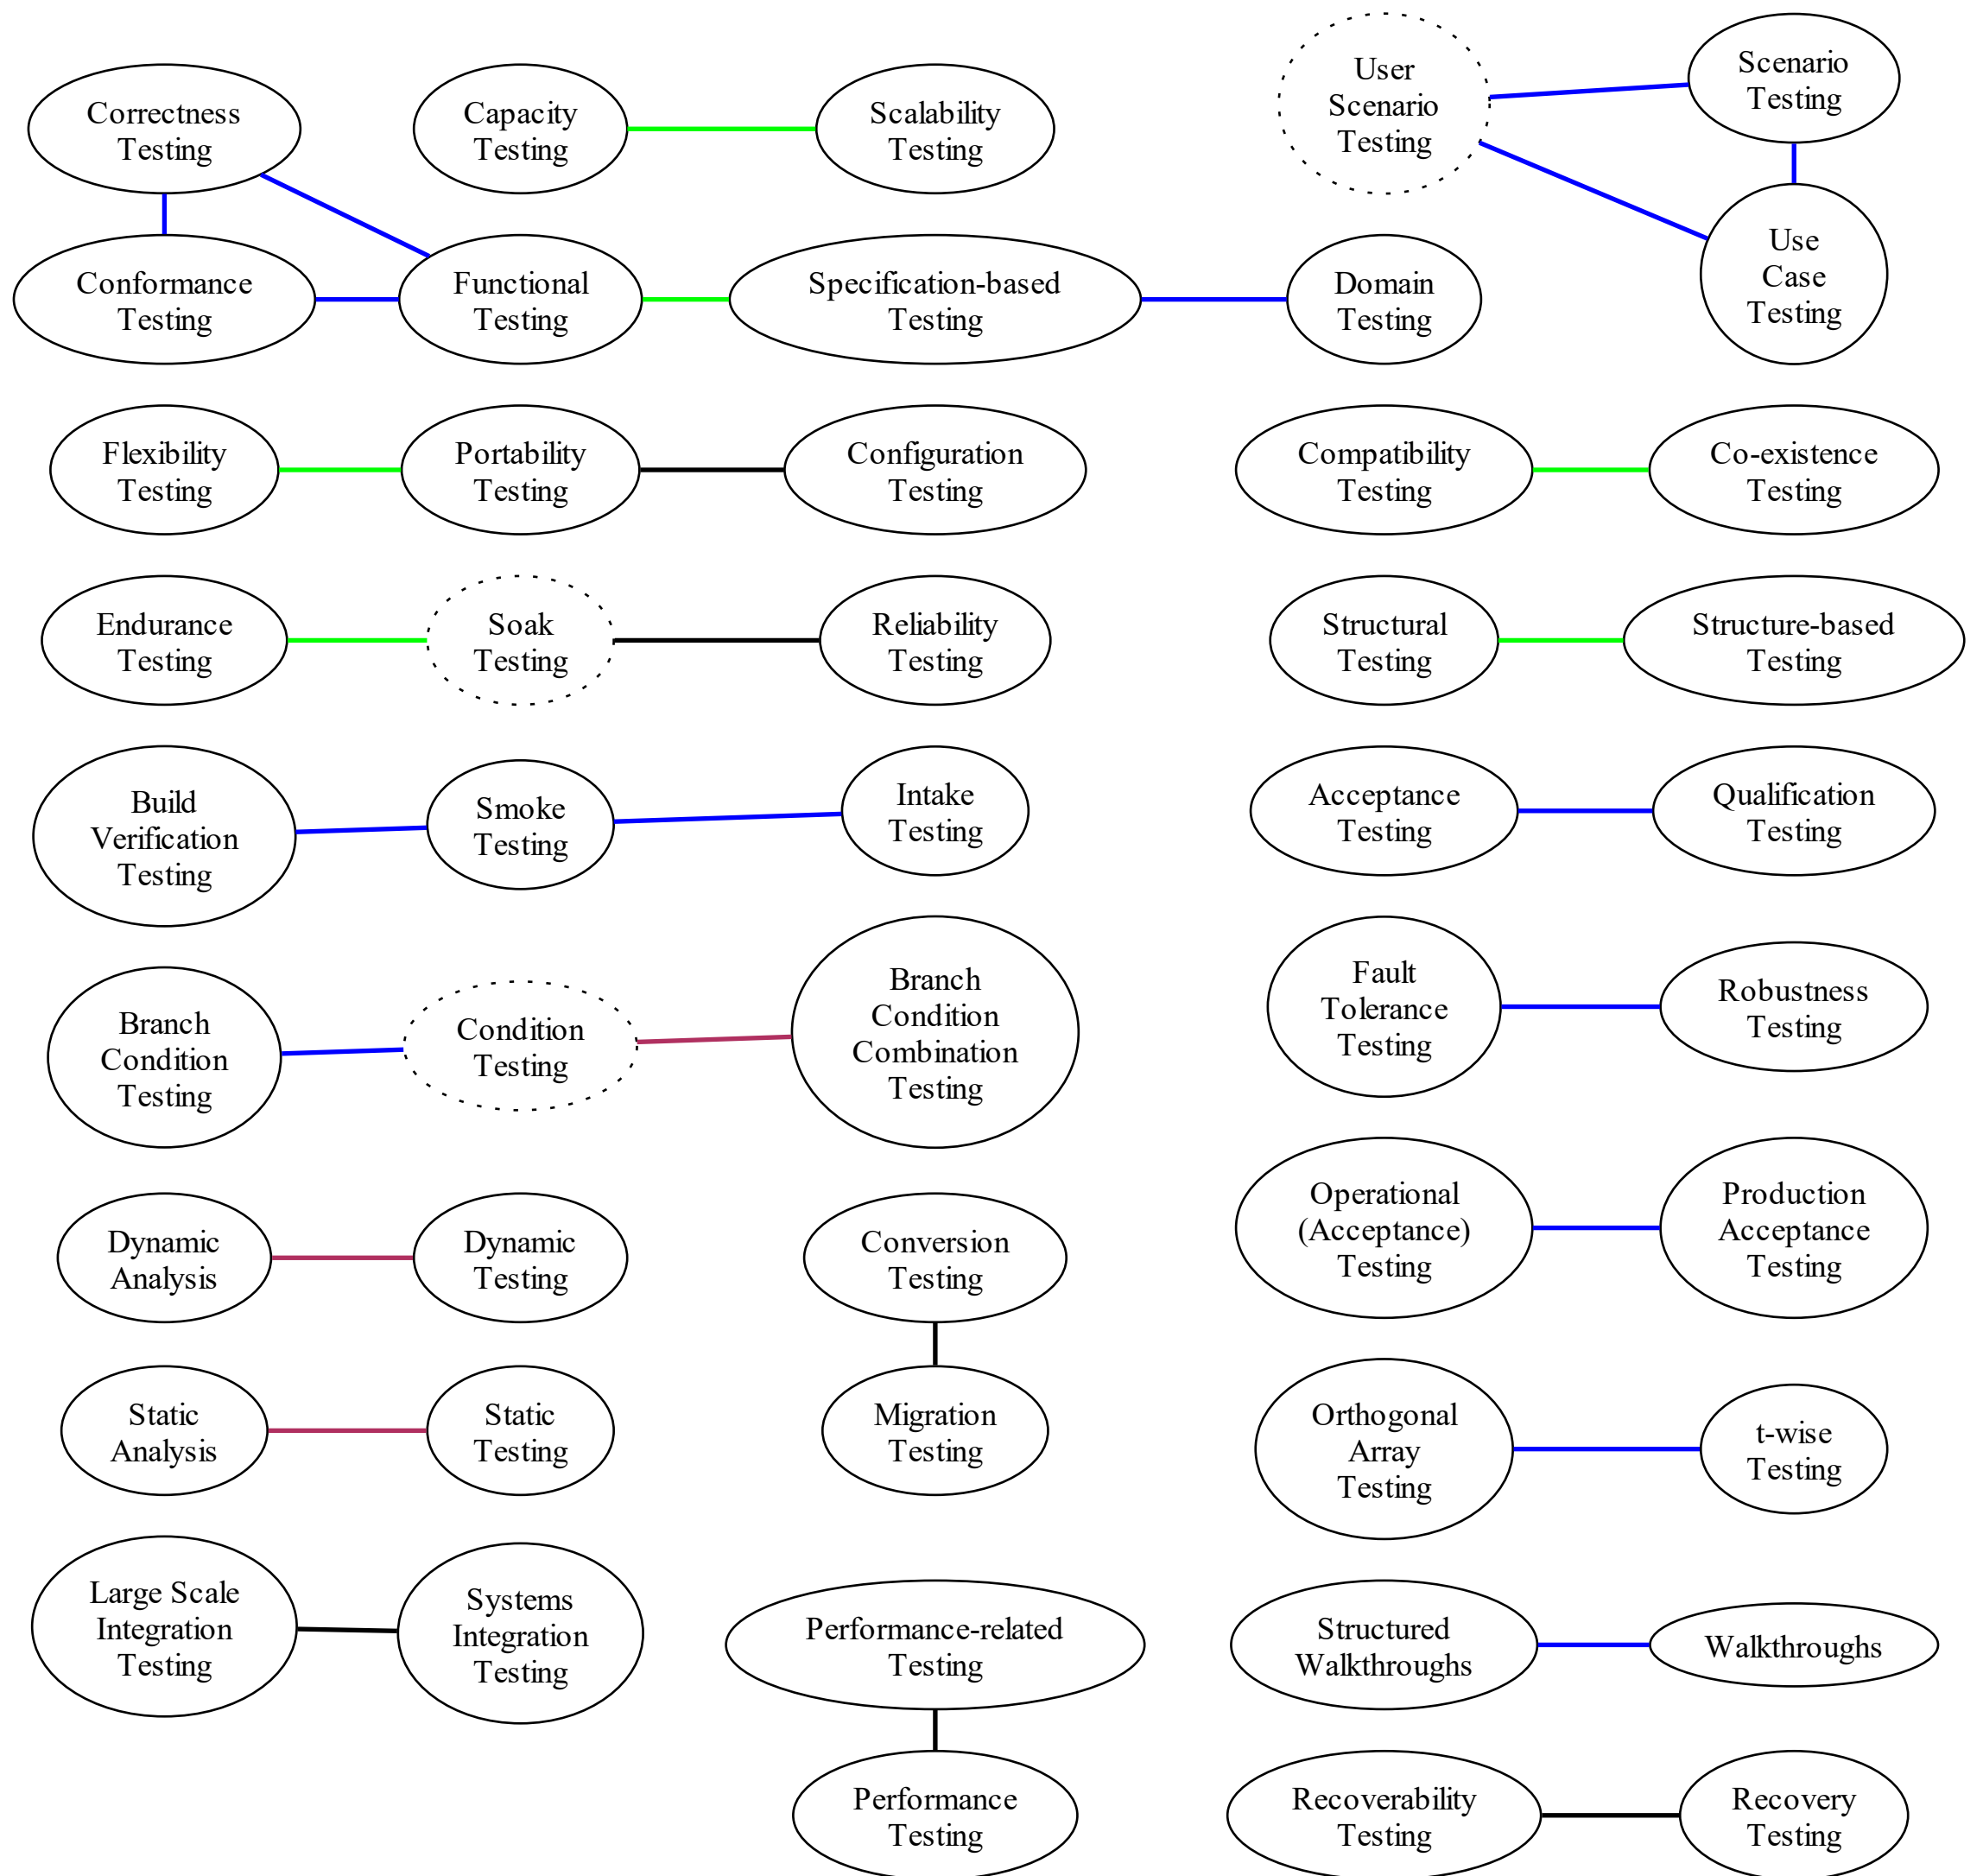 Correctness
Testing
Capacity
Testing
Scalability
Testing
User
Scenario
Testing
Scenario
Testing
Conformance
Testing
Functional
Testing
Specification-based
Testing
Domain
Testing
Use
Case
Testing
Flexibility
Testing
Portability
Testing
Configuration
Testing
Compatibility
Testing
Co-existence
Testing
Endurance
Testing
Soak
Testing
Reliability
Testing
Structural
Testing
Structure-based
Testing
Build
Verification
Testing
Smoke
Testing
Intake
Testing
Acceptance
Testing
Qualification
Testing
Branch
Condition
Testing
Condition
Testing
Branch
Condition
Combination
Testing
Fault
Tolerance
Testing
Robustness
Testing
Dynamic
Analysis
Dynamic
Testing
Conversion
Testing
Operational
(Acceptance)
Testing
Production
Acceptance
Testing
Static
Analysis
Static
Testing
Migration
Testing
Orthogonal
Array
Testing
t-wise
Testing
Large Scale
Integration
Testing
Systems
Integration
Testing
Performance-related
Testing
Structured
Walkthroughs
Walkthroughs
Performance
Testing
Recoverability
Testing
Recovery
Testing